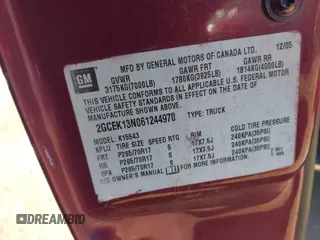 GM
MFD BY GENERAL MOTORS OF CANADA LTD.
12/05
GVWR GAWR FRT GAWR RR
3175KG(7000LB) 1780KG(3925LB) 1814KG(4000LB)
THIS VEHICLE CONFORMS TO ALL APPLICABLE U.S. FEDERAL MOTOR
VEHICLE SAFETY STANDARDS IN EFFECT ON THE DATE OF
MANUFACTURE SHOWN ABOVE.
2GCEK13N061244970 TYPE: TRUCK
K15543
KPLU TIRE SIZE SPEED RTG RIM COLD TIRE PRESSURE
FRT P265/70R17 S 17X7.5J 240KPA(35PSI)
RR P265/70R17 S 17X7.5J 240KPA(35PSI)
SPA P265/70R17 S 17X7.5J 240KPA(35PSI)
SEE OWNER'S MANUAL FOR MORE INFORMATION.
AUTOBIDCAR